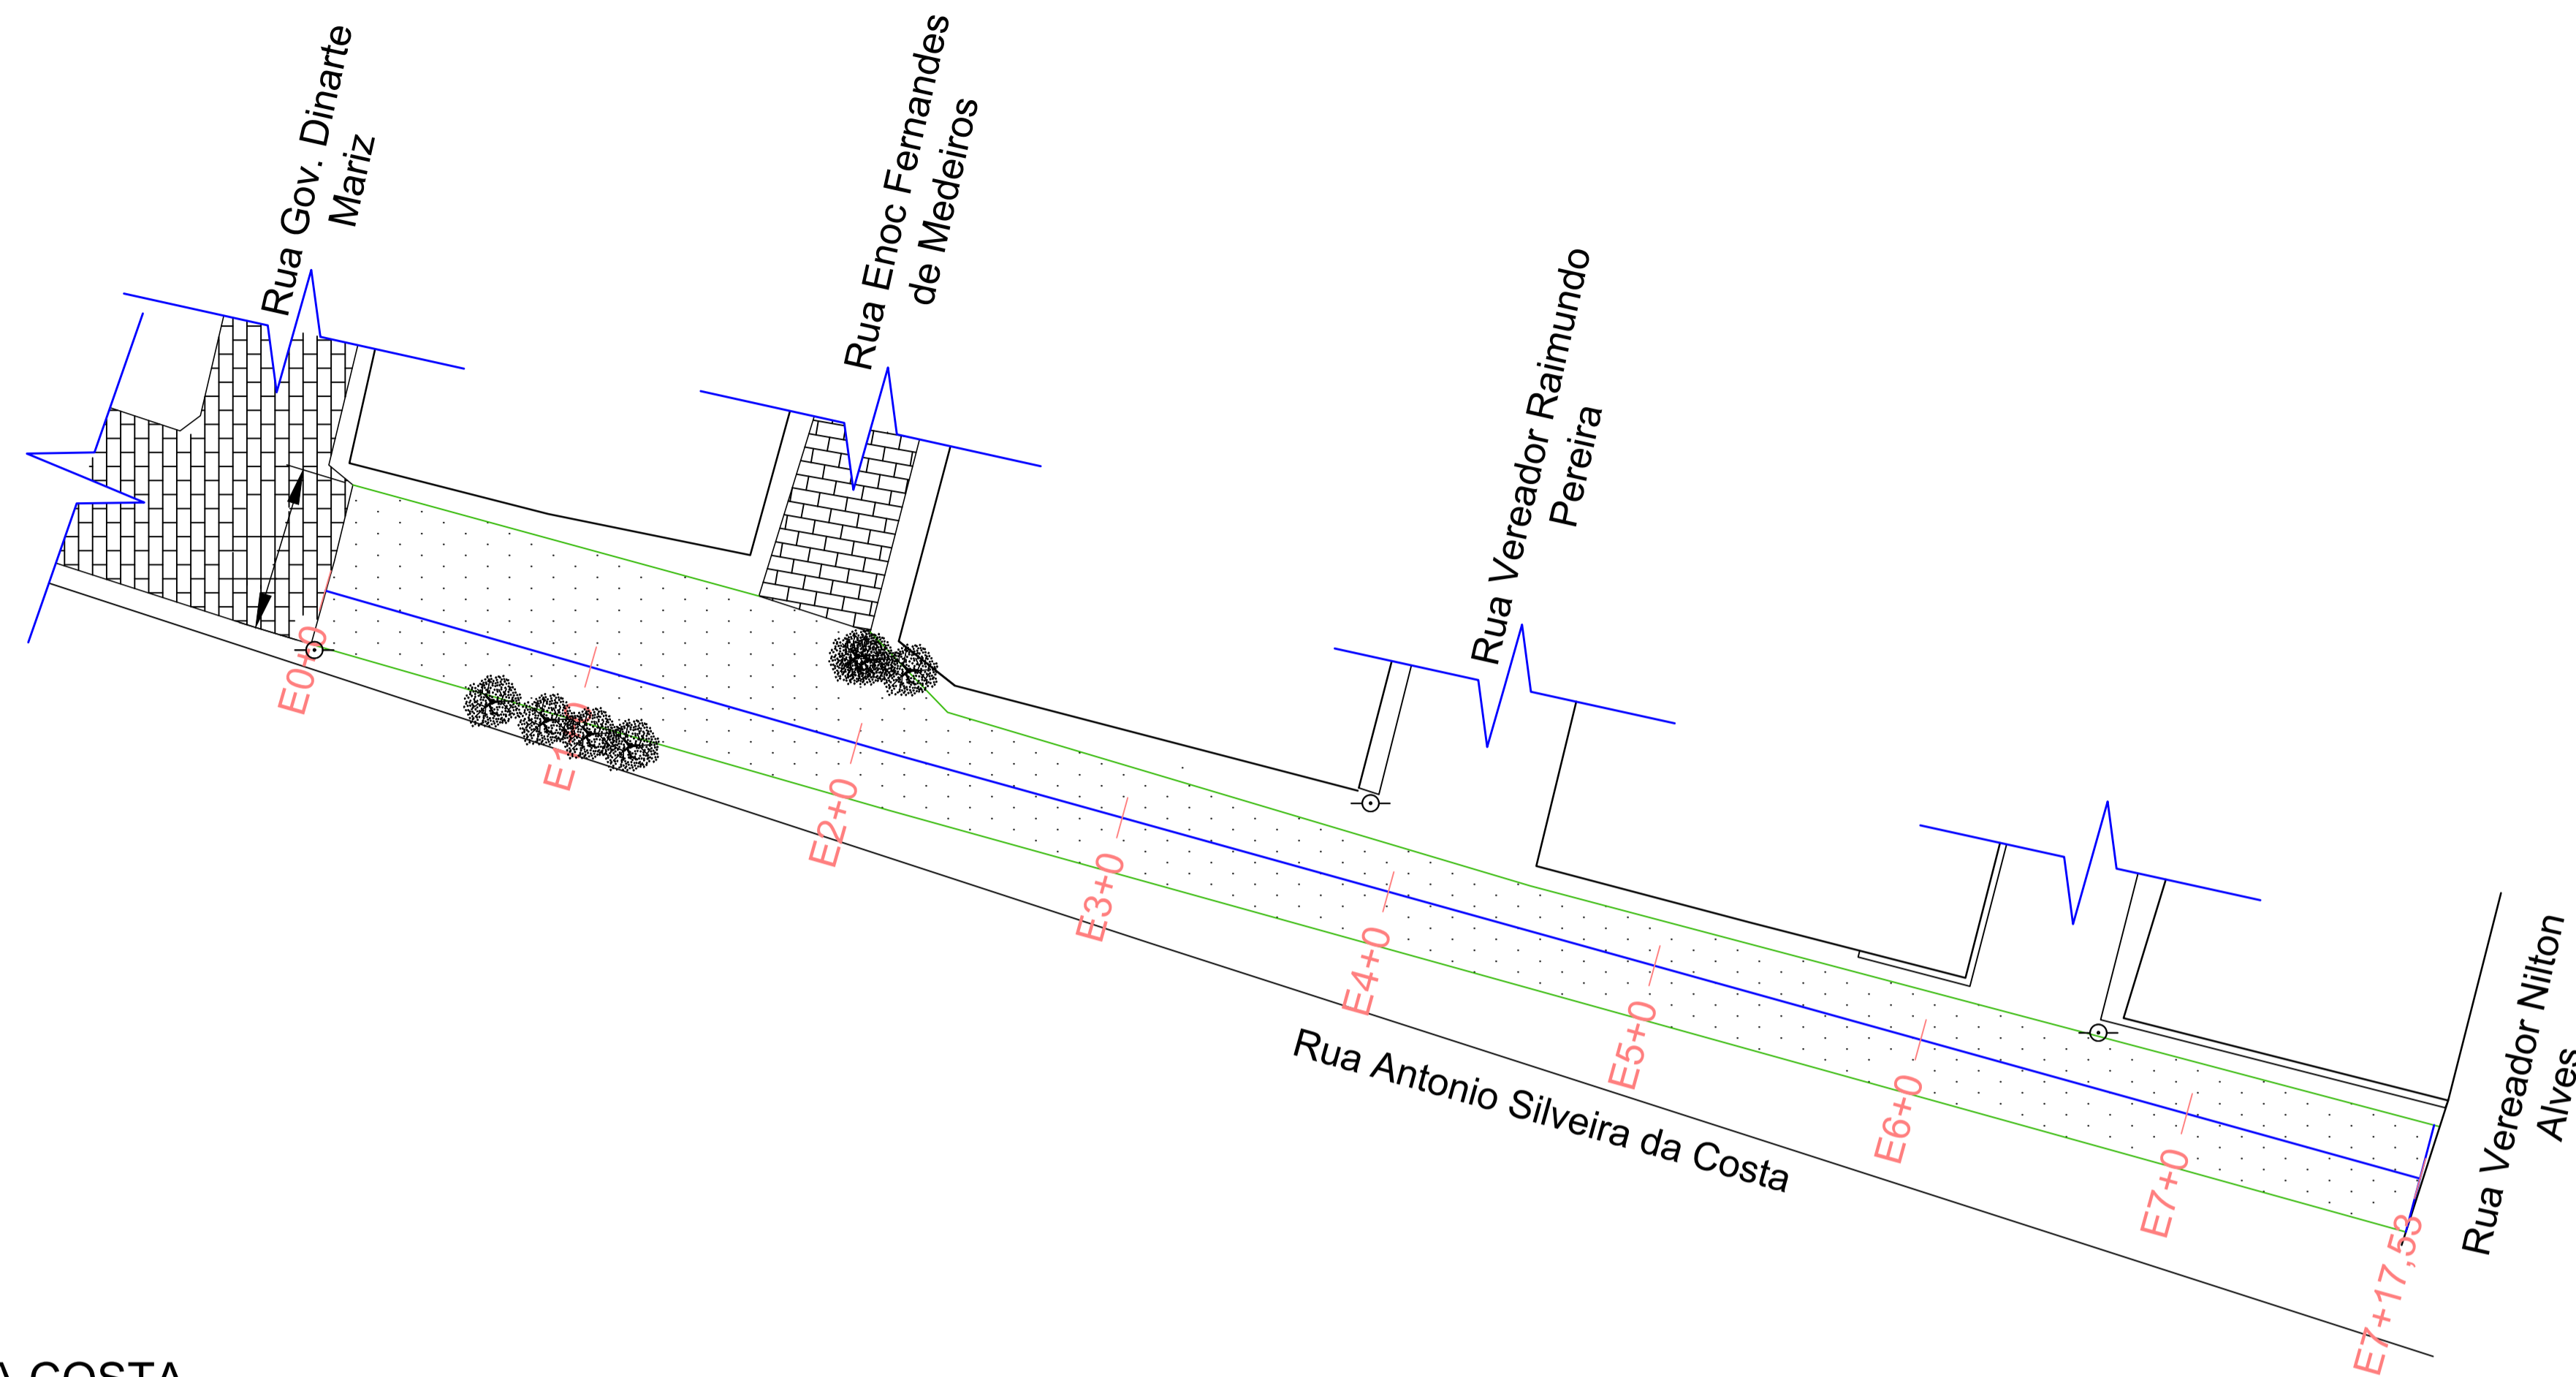 Rua Gov. Dinarte
Mariz
Rua Enoc Fernandes
de Medeiros
Rua Vereador Raimundo
Pereira
Rua Vereador Nilton
Alves
Rua Antonio Silveira da Costa
E0+0
E1+0
E2+0
E3+0
E4+0
E5+0
E6+0
E7+0
E7+17,53
A COSTA